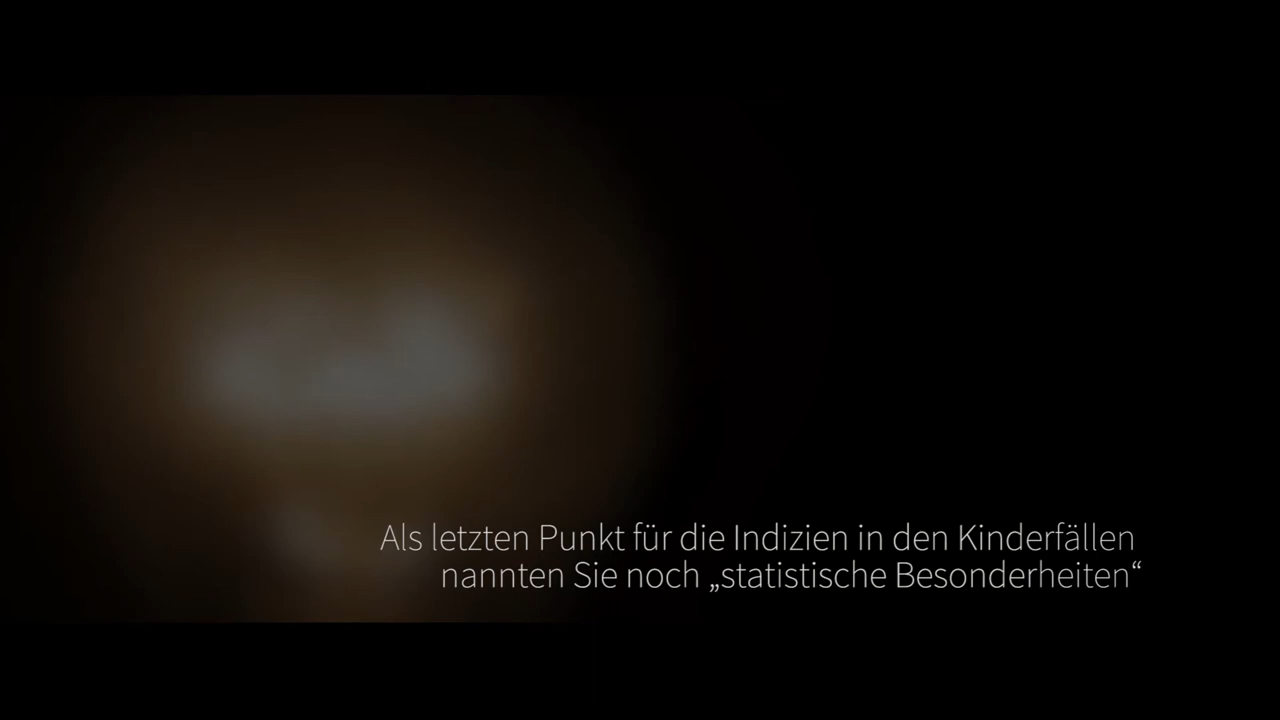 Als letzten Punkt für die Indizien in den Kinderfällen
nannten Sie noch „statistische Besonderheiten“